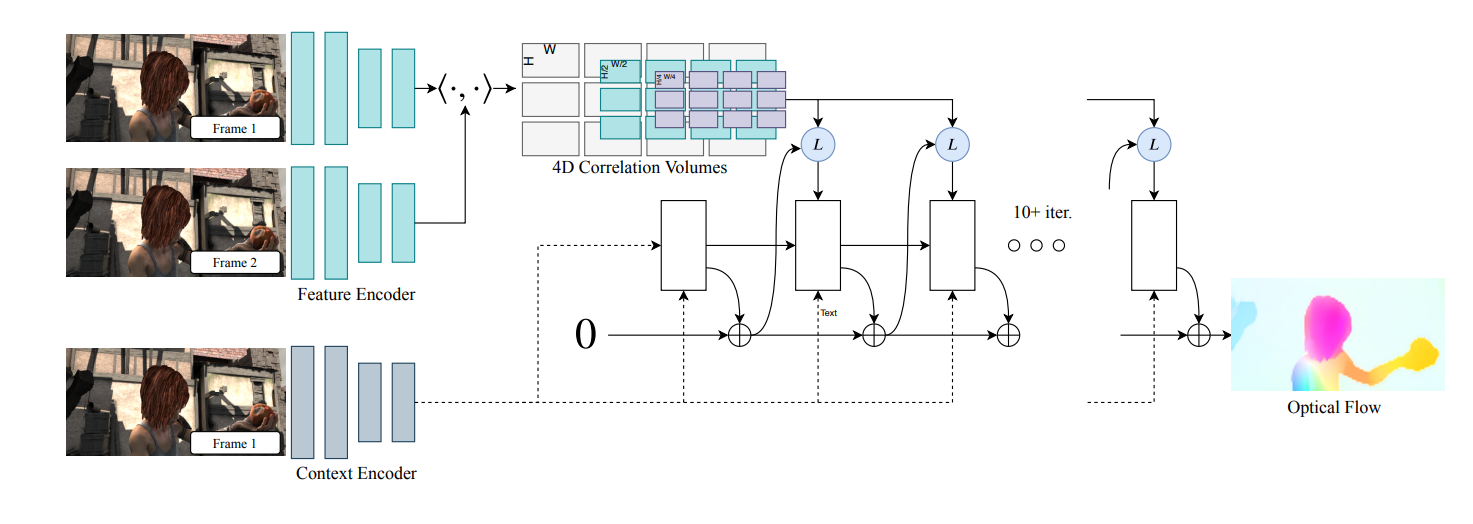 Frame 1
Frame 2
Feature Encoder
Frame 1
Context Encoder
⟨·,·⟩
H
W
H/2
W/2
H/4
W/4
4D Correlation Volumes
L
L
L
10+ iter.
0
Text
Optical Flow